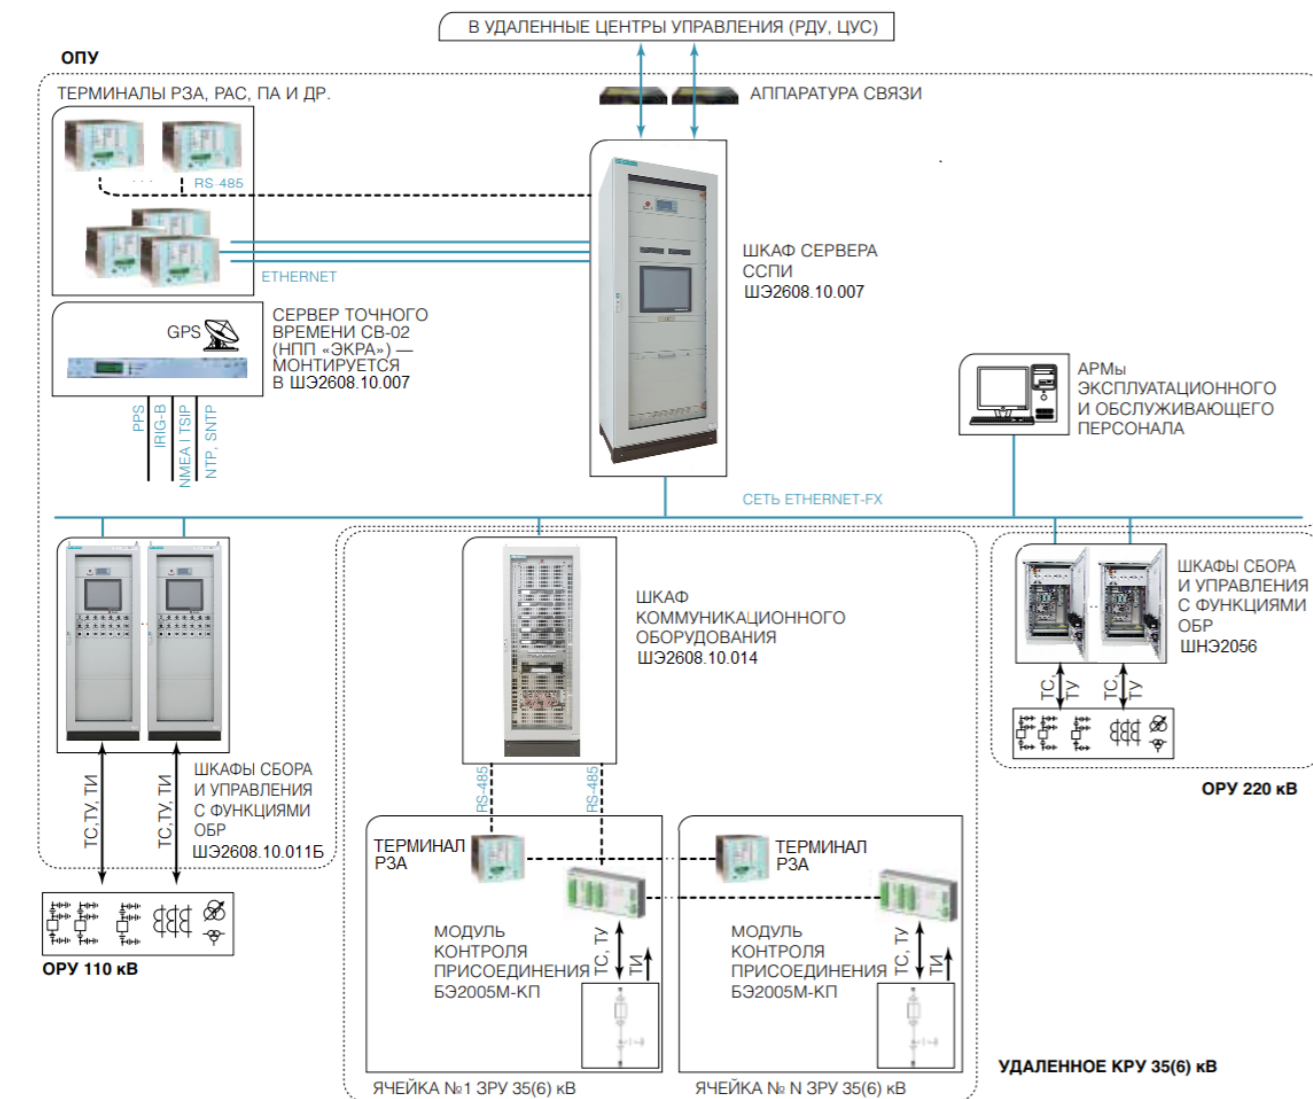 В УДАЛЕННЫЕ ЦЕНТРЫ УПРАВЛЕНИЯ (РДУ, ЦУС)
ОПУ
ТЕРМИНАЛЫ РЗА, РАС, ПА И ДР.
АППАРАТУРА СВЯЗИ
RS-485
ETHERNET
ШКАФ СЕРВЕРА
ССПИ
ШЭ2608.10.007
GPS
СЕРВЕР ТОЧНОГО
ВРЕМЕНИ СВ-02
(НПП «ЭКРА») —
МОНТИРУЕТСЯ
В ШЭ2608.10.007
PPS
IRIG-B
NMEA I TSIP
NTP, SNTP
АРМы
ЭКСПЛУАТАЦИОННОГО
И ОБСЛУЖИВАЮЩЕГО
ПЕРСОНАЛА
СЕТЬ ETHERNET-FX
ШКАФ
КОММУНИКАЦИОННОГО
ОБОРУДОВАНИЯ
ШЭ2608.10.014
ШКАФЫ СБОРА
И УПРАВЛЕНИЯ
С ФУНКЦИЯМИ
ОБР
ШНЭ2056
ТС,
ТУ
ТС,
ТУ
ОРУ 220 кВ
ТС,ТУ, ТИ
ТС,ТУ, ТИ
ШКАФЫ СБОРА
И УПРАВЛЕНИЯ
С ФУНКЦИЯМИ
ОБР
ШЭ2608.10.011Б
ОРУ 110 кВ
RS-485
RS-485
ТЕРМИНАЛ
РЗА
ТЕРМИНАЛ
РЗА
МОДУЛЬ
КОНТРОЛЯ
ПРИСОЕДИНЕНИЯ
БЭ2005М-КП
ТС, ТУ
ТИ
МОДУЛЬ
КОНТРОЛЯ
ПРИСОЕДИНЕНИЯ
БЭ2005М-КП
ТС, ТУ
ТИ
ЯЧЕЙКА №1 ЗРУ 35(6) кВ
ЯЧЕЙКА № N ЗРУ 35(6) кВ
УДАЛЕННОЕ КРУ 35(6) кВ